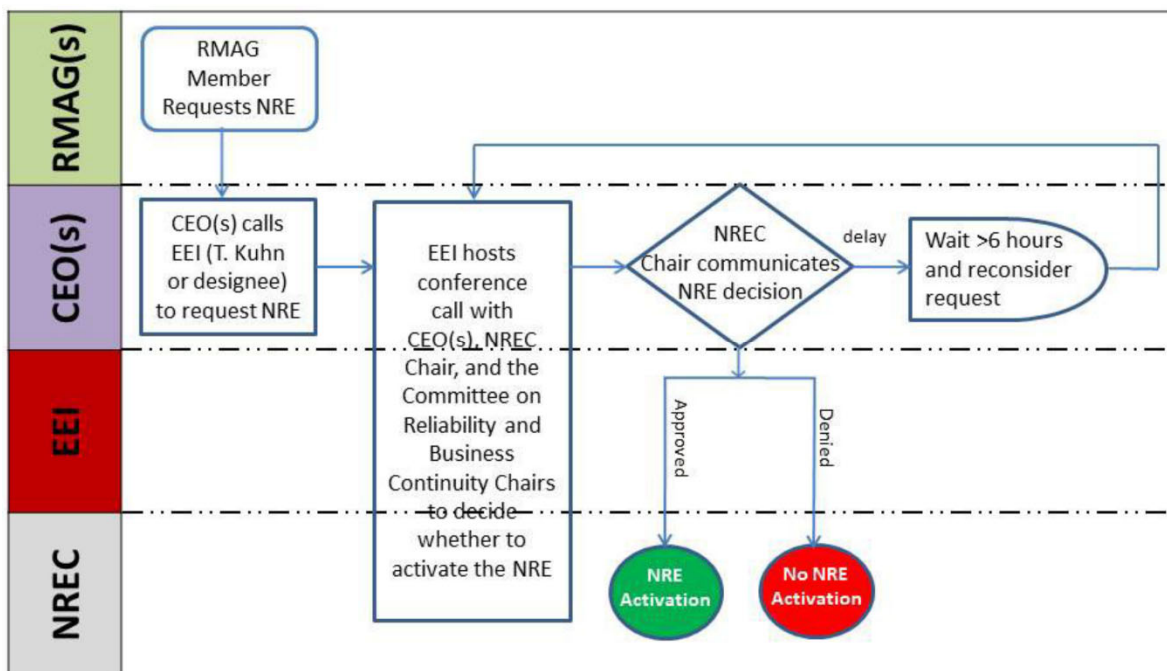 RMAG(s)
RMAG
Member
Requests NRE
CEO(s)
CEO(s) calls
EEI (T. Kuhn
or designee)
to request NRE
EEI hosts
conference
call with
CEO(s), NREC
Chair, and the
Committee on
Reliability and
Business
Continuity Chairs
to decide
whether to
activate the NRE
NREC
Chair communicates
NRE decision
delay
Wait >6 hours
and reconsider
request
EEI
Approved
Denied
NREC
NRE
Activation
No NRE
Activation